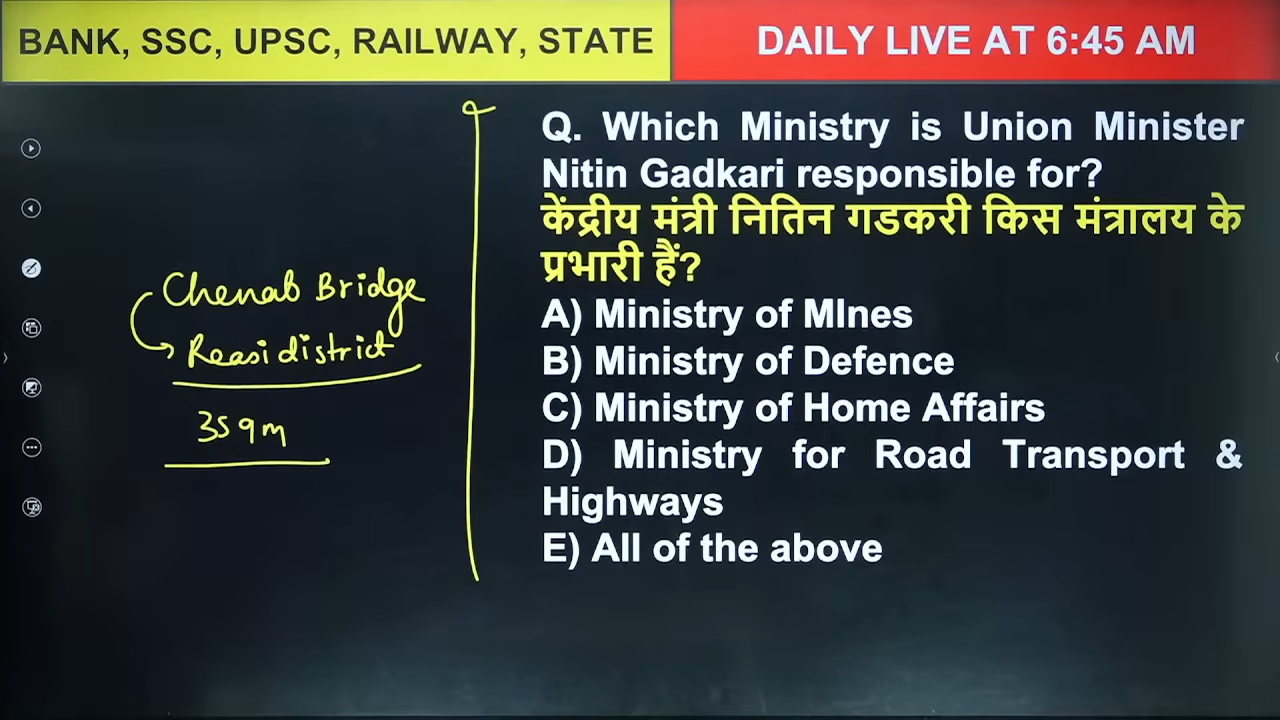 BANK, SSC, UPSC, RAILWAY, STATE
DAILY LIVE AT 6:45 AM
Chenab Bridge
Reasi district
359m
Q. Which Ministry is Union Minister
Nitin Gadkari responsible for?
केंद्रीय मंत्री नितिन गडकरी किस मंत्रालय के
प्रभारी हैं?
A) Ministry of MInes
B) Ministry of Defence
C) Ministry of Home Affairs
D) Ministry for Road Transport &
Highways
E) All of the above